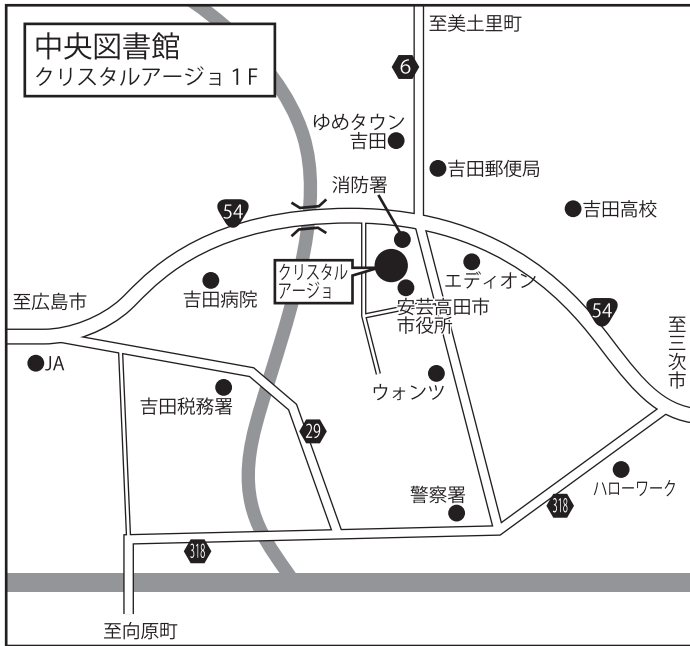 中央図書館
クリスタルアージョ１F
至美土里町
6
ゆめタウン
吉田
吉田郵便局
消防署
54
吉田高校
クリスタル
アージョ
エディオン
吉田病院
安芸高田市
市役所
至広島市
54
至三次市
JA
ウォンツ
吉田税務署
29
ハローワーク
警察署
318
318
至向原町